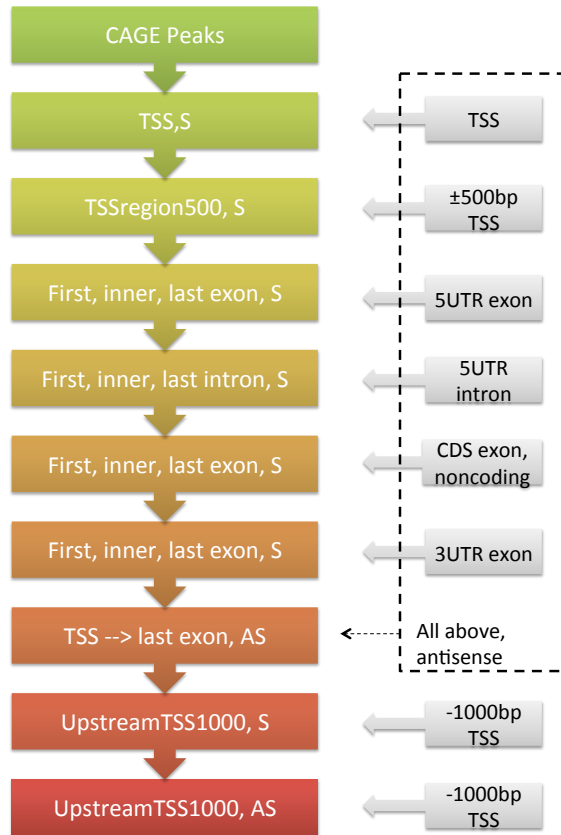 CAGE Peaks
TSS,S
TSS
TSSregion500, S
±500bp
TSS
First, inner, last exon, S
5UTR exon
First, inner, last intron, S
5UTR
intron
First, inner, last exon, S
CDS exon,
noncoding
First, inner, last exon, S
3UTR exon
TSS --> last exon, AS
All above,
antisense
UpstreamTSS1000, S
-1000bp
TSS
UpstreamTSS1000, AS
-1000bp
TSS